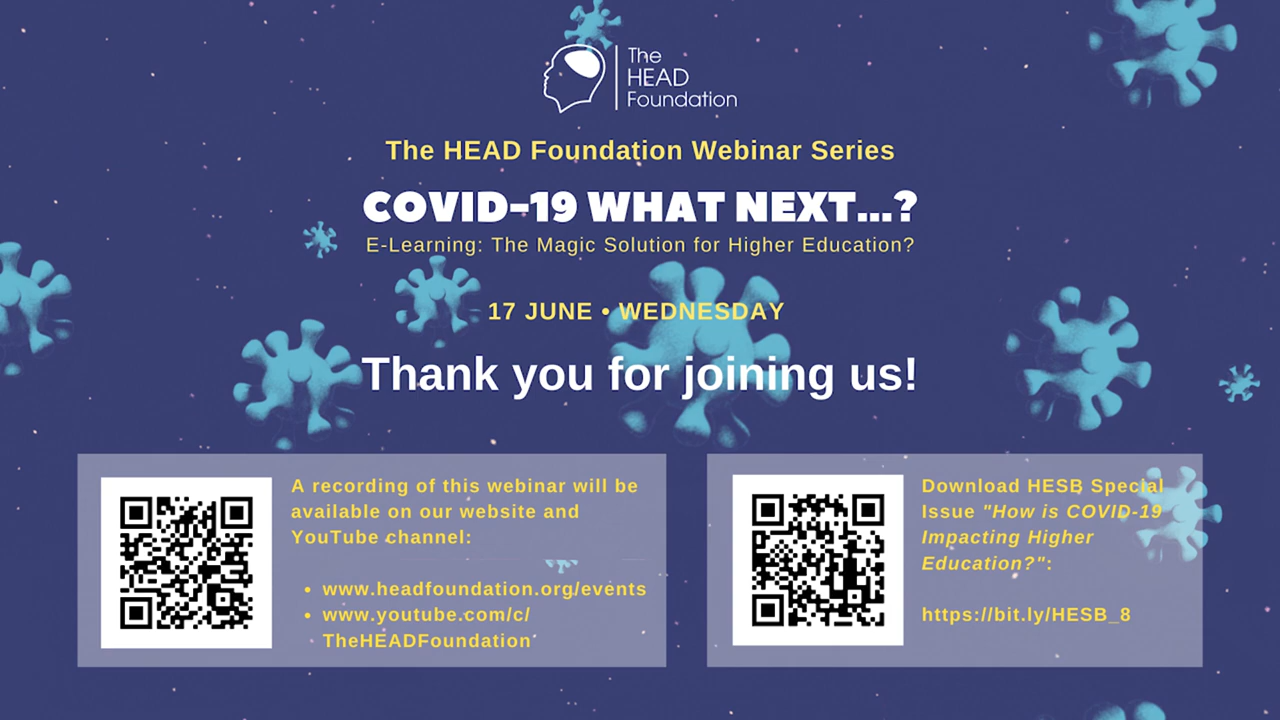 The
HEAD
Foundation
The HEAD Foundation Webinar Series
COVID-19 WHAT NEXT...?
E-Learning: The Magic Solution for Higher Education?
17 JUNE • WEDNESDAY
Thank you for joining us!
A recording of this webinar will be
available on our website and
YouTube channel:
• www.headfoundation.org/events
• www.youtube.com/c/
TheHEADFoundation
Download HESB Special
Issue "How is COVID-19
Impacting Higher
Education?":
https://bit.ly/HESB_8